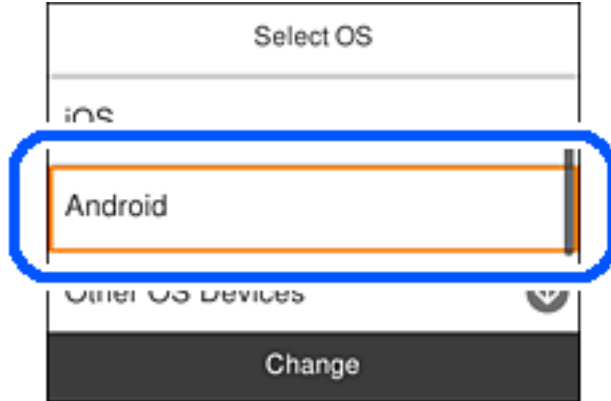 Select OS
iOS
Android
Other OS Devices
Change